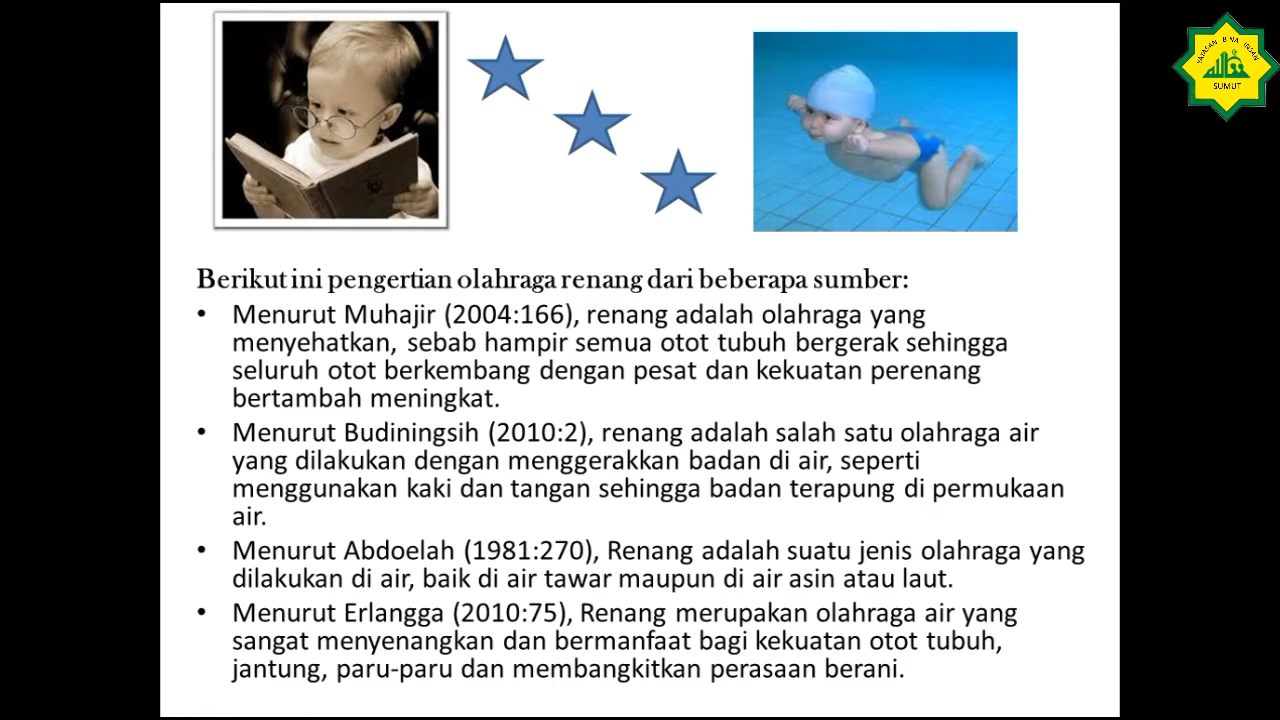 YAYASAN BINA INSAN
SUMUT
Berikut ini pengertian olahraga renang dari beberapa sumber:
• Menurut Muhajir (2004:166), renang adalah olahraga yang
menyehatkan, sebab hampir semua otot tubuh bergerak sehingga
seluruh otot berkembang dengan pesat dan kekuatan perenang
bertambah meningkat.
• Menurut Budiningsih (2010:2), renang adalah salah satu olahraga air
yang dilakukan dengan menggerakkan badan di air, seperti
menggunakan kaki dan tangan sehingga badan terapung di permukaan
air.
• Menurut Abdoelah (1981:270), Renang adalah suatu jenis olahraga yang
dilakukan di air, baik di air tawar maupun di air asin atau laut.
• Menurut Erlangga (2010:75), Renang merupakan olahraga air yang
sangat menyenangkan dan bermanfaat bagi kekuatan otot tubuh,
jantung, paru-paru dan membangkitkan perasaan berani.